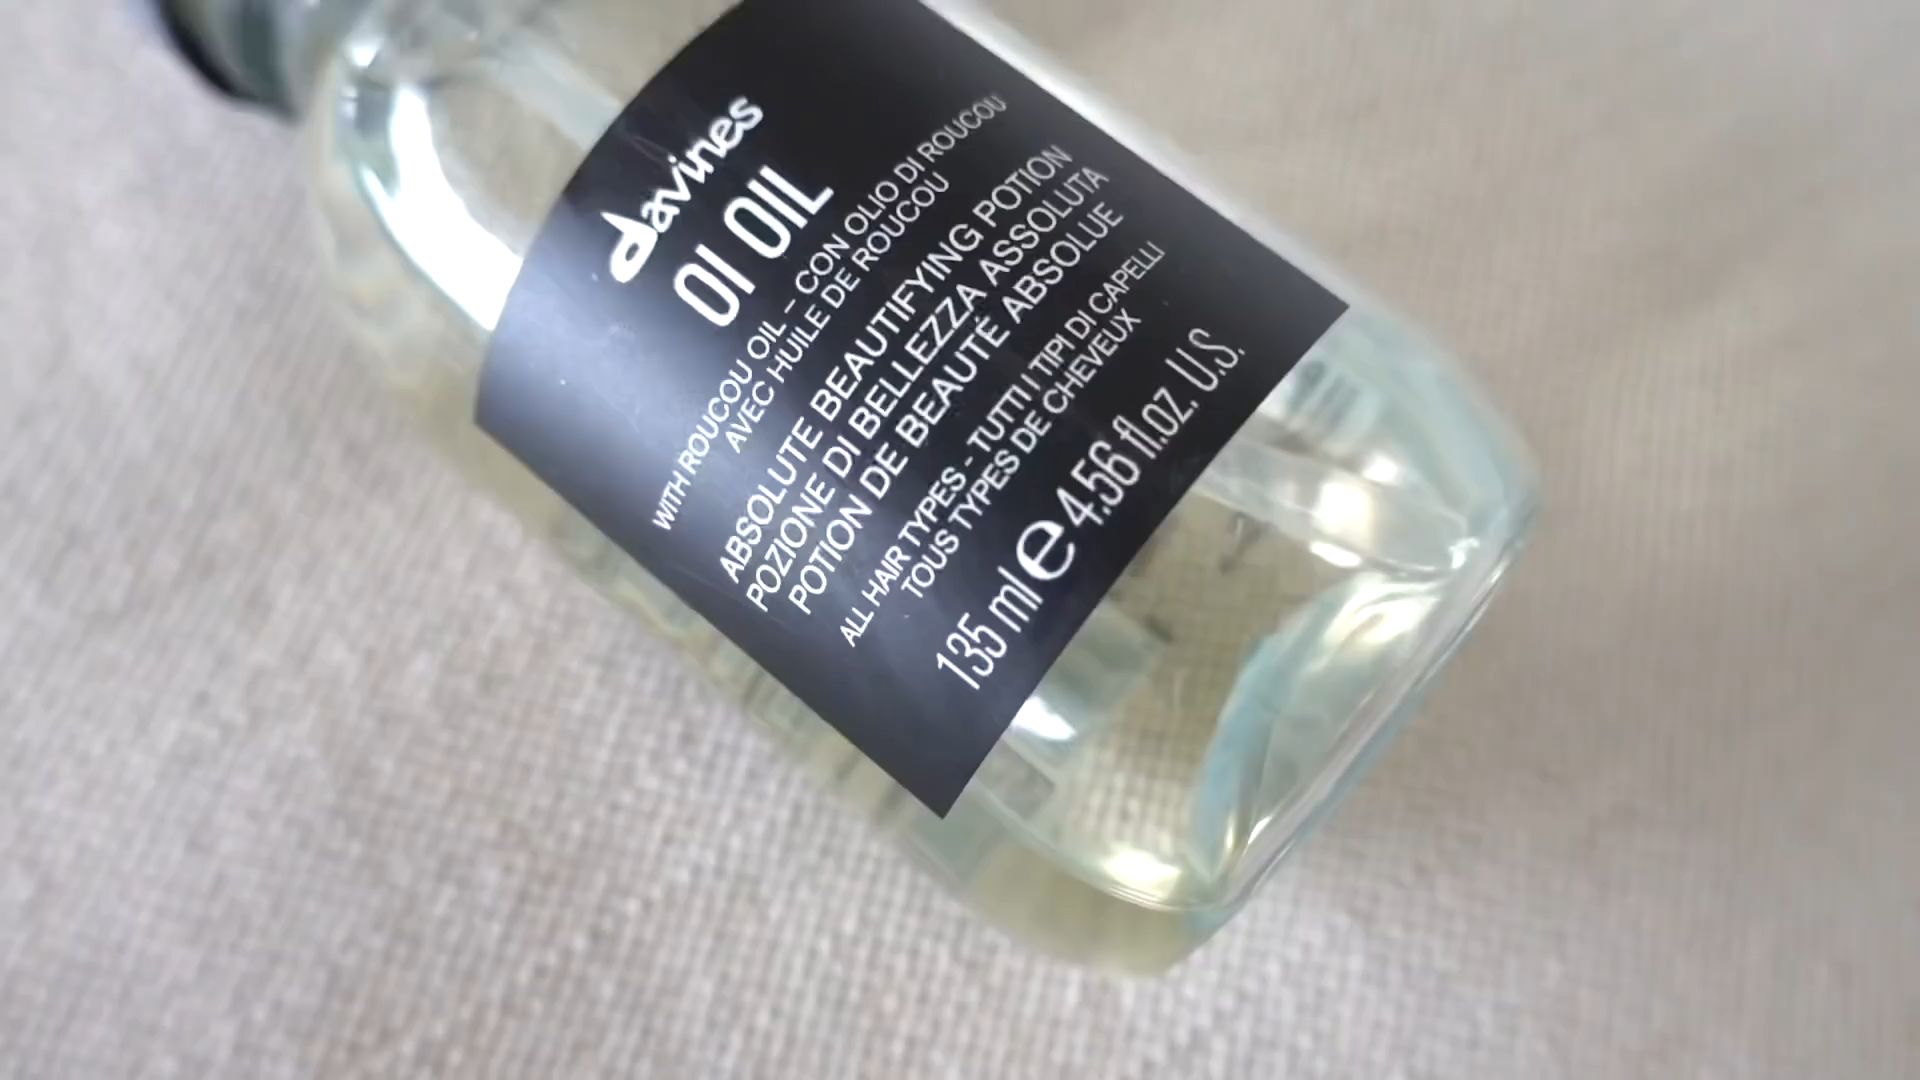 davines
OI OIL
WITH ROUCOU OIL – CON OLIO DI ROUCOU
AVEC HUILE DE ROUCOU
ABSOLUTE BEAUTIFYING POTION
POZIONE DI BELLEZZA ASSOLUTA
POTION DE BEAUTÉ ABSOLUE
ALL HAIR TYPES - TUTTI I TIPI DI CAPELLI
TOUS TYPES DE CHEVEUX
135 ml e 4.56 fl.oz. U.S.